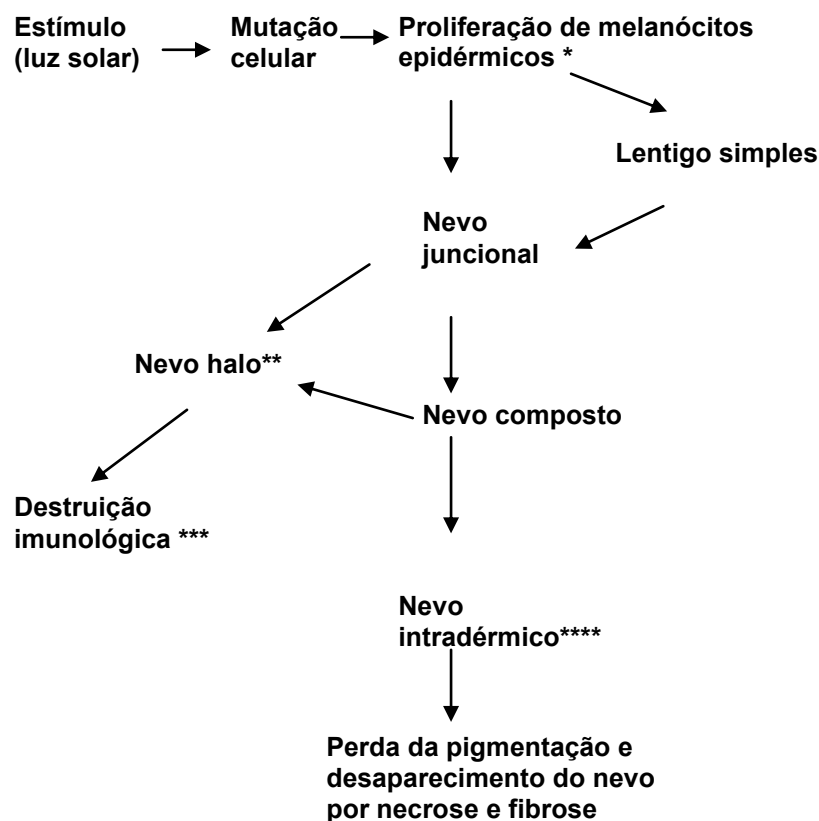 Estímulo
(luz solar)
Mutação
celular
Proliferação de melanócitos
epidérmicos *
Lentigo simples
Nevo
juncional
Nevo halo**
Nevo composto
Destruição
imunológica ***
Nevo
intradérmico****
Perda da pigmentação e
desaparecimento do nevo
por necrose e fibrose